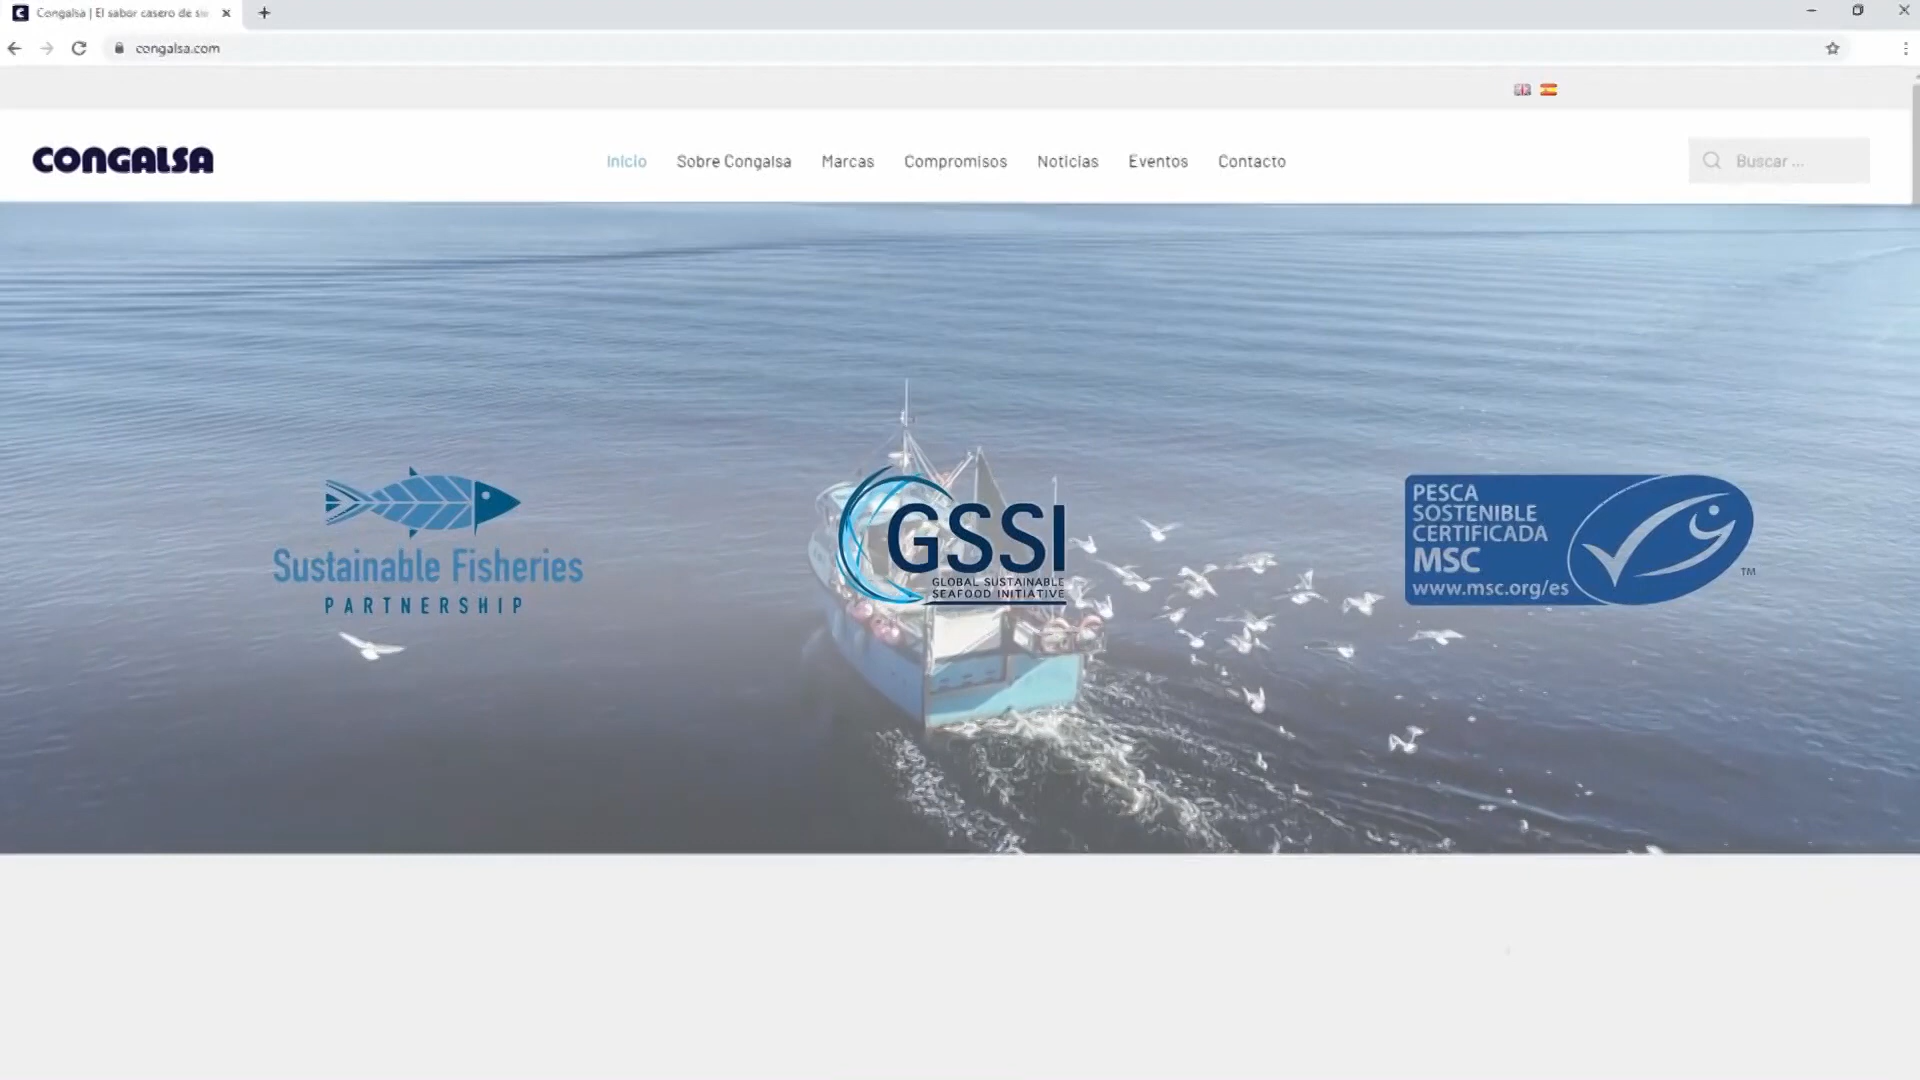 Congalsa | El sabor casero de si
congalsa.com
CONGALSA
Inicio
Sobre Congalsa
Marcas
Compromisos
Noticias
Eventos
Contacto
Buscar ...
Sustainable Fisheries
PARTNERSHIP
GSSI
GLOBAL SUSTAINABLE
SEAFOOD INITIATIVE
PESCA
SOSTENIBLE
CERTIFICADA
MSC
www.msc.org/es
TM